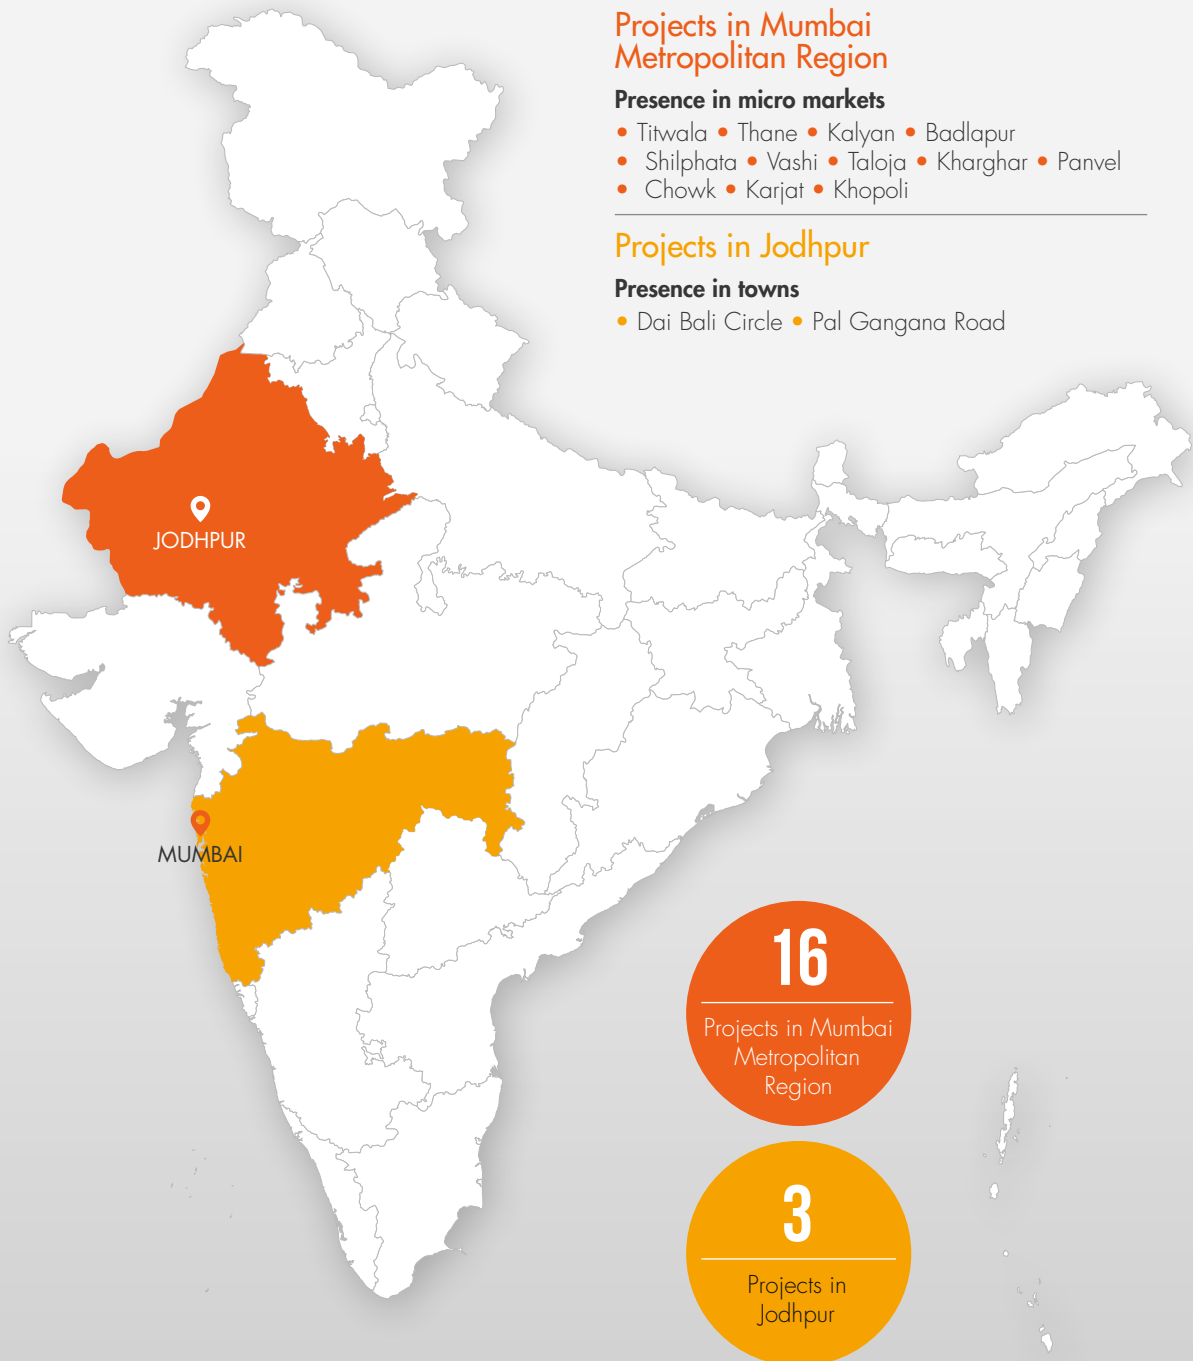 Projects in Mumbai
Metropolitan Region
Presence in micro markets
• Titwala • Thane • Kalyan • Badlapur
• Shilphata • Vashi • Taloja • Kharghar • Panvel
• Chowk • Karjat • Khopoli
Projects in Jodhpur
Presence in towns
• Dai Bali Circle • Pal Gangana Road
JODHPUR
MUMBAI
16
Projects in Mumbai
Metropolitan
Region
3
Projects in
Jodhpur